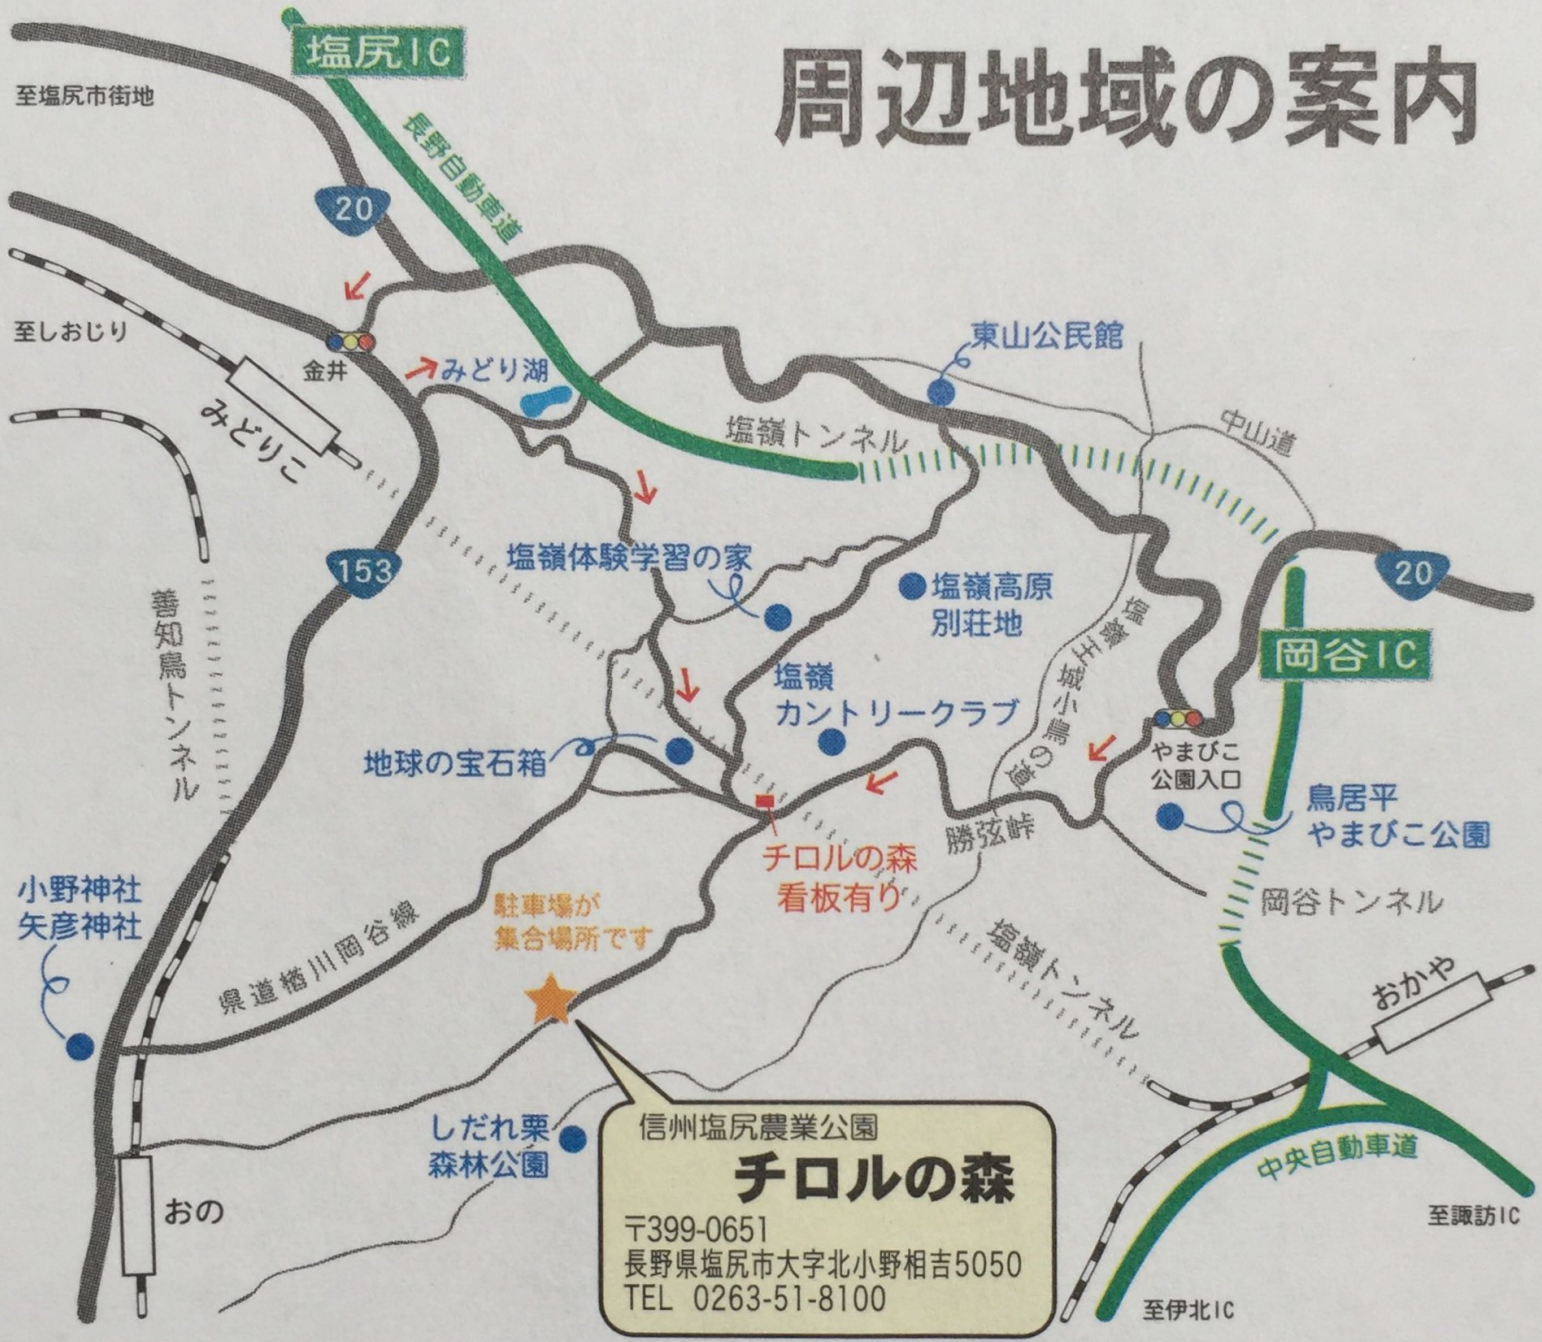 周辺地域の案内
塩尻IC
至塩尻市街地
長野自動車道
20
至しおじり
金井
みどり湖
みどりこ
東山公民館
塩嶺トンネル
中山道
153
20
塩嶺体験学習の家
塩嶺高原
別荘地
善知鳥トンネル
塩嶺王城小鳥の道
岡谷IC
塩嶺
カントリークラブ
地球の宝石箱
やまびこ
公園入口
鳥居平
やまびこ公園
勝弦峠
チロルの森
看板有り
岡谷トンネル
小野神社
矢彦神社
駐車場が
集合場所です
県道楢川岡谷線
塩嶺トンネル
おかや
しだれ栗
森林公園
おの
信州塩尻農業公園
チロルの森
〒399-0651
長野県塩尻市大字北小野相吉5050
TEL 0263-51-8100
中央自動車道
至諏訪IC
至伊北IC